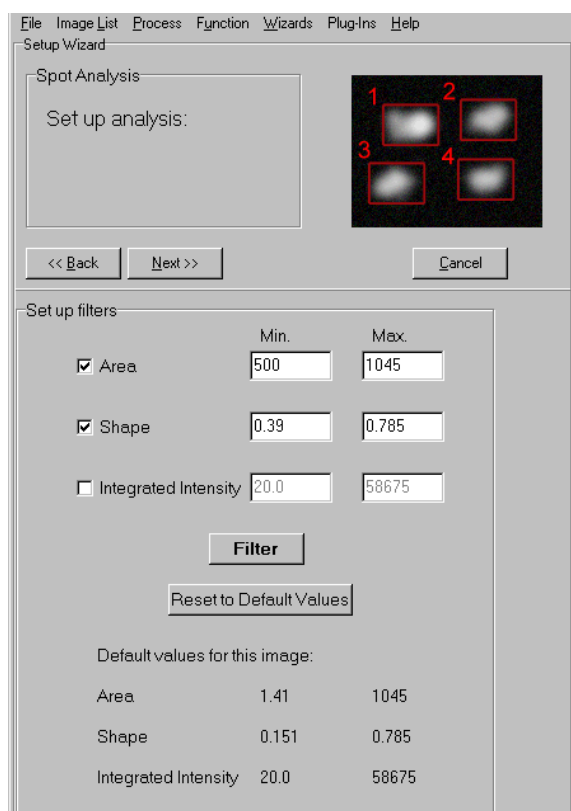 File Image List Process Function Wizards Plug-Ins Help
Setup Wizard
Spot Analysis
Set up analysis:
1 2
3 4
<< Back Next >> Cancel
Set up filters
Min. Max.
Area 500 1045
Shape 0.39 0.785
Integrated Intensity 20.0 58675
Filter
Reset to Default Values
Default values for this image:
Area 1.41 1045
Shape 0.151 0.785
Integrated Intensity 20.0 58675